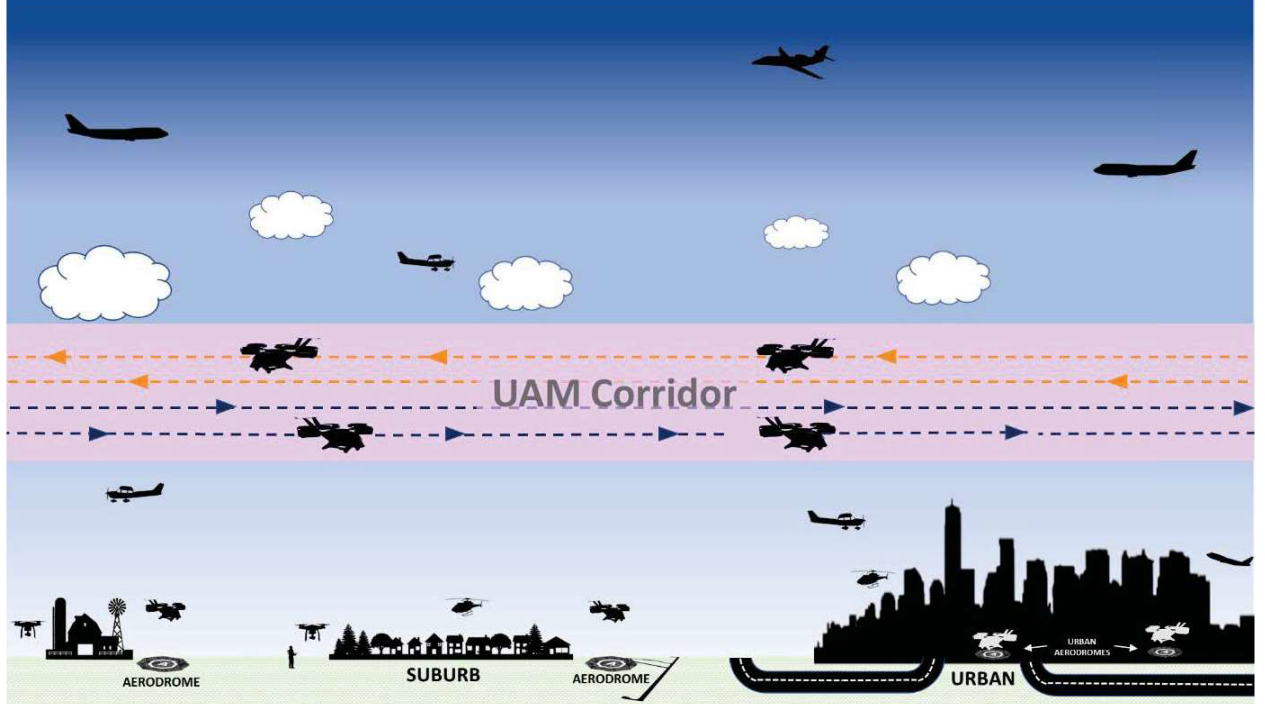 UAM Corridor
URBAN
AERODROMES
AERODROME
SUBURB
AERODROME
URBAN